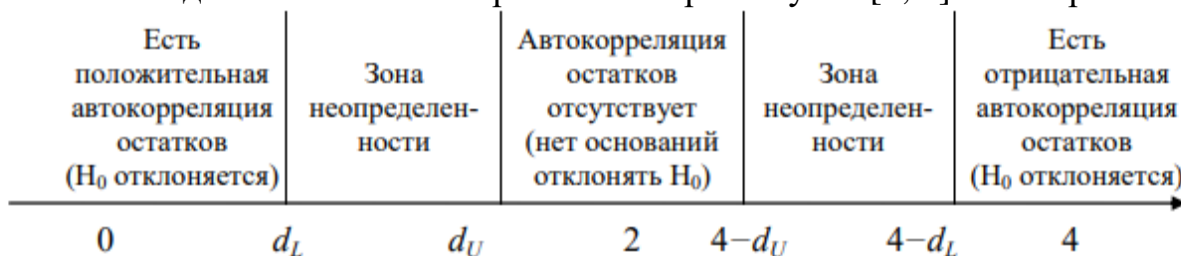 Есть
положительная
автокорреляция
остатков
(H₀ отклоняется)
Зона
неопределен-
ности
Автокорреляция
остатков
отсутствует
(нет оснований
отклонять H₀)
Зона
неопределен-
ности
Есть
отрицательная
автокорреляция
остатков
(H₀ отклоняется)
0 d_L d_U 2 4−d_U 4−d_L 4